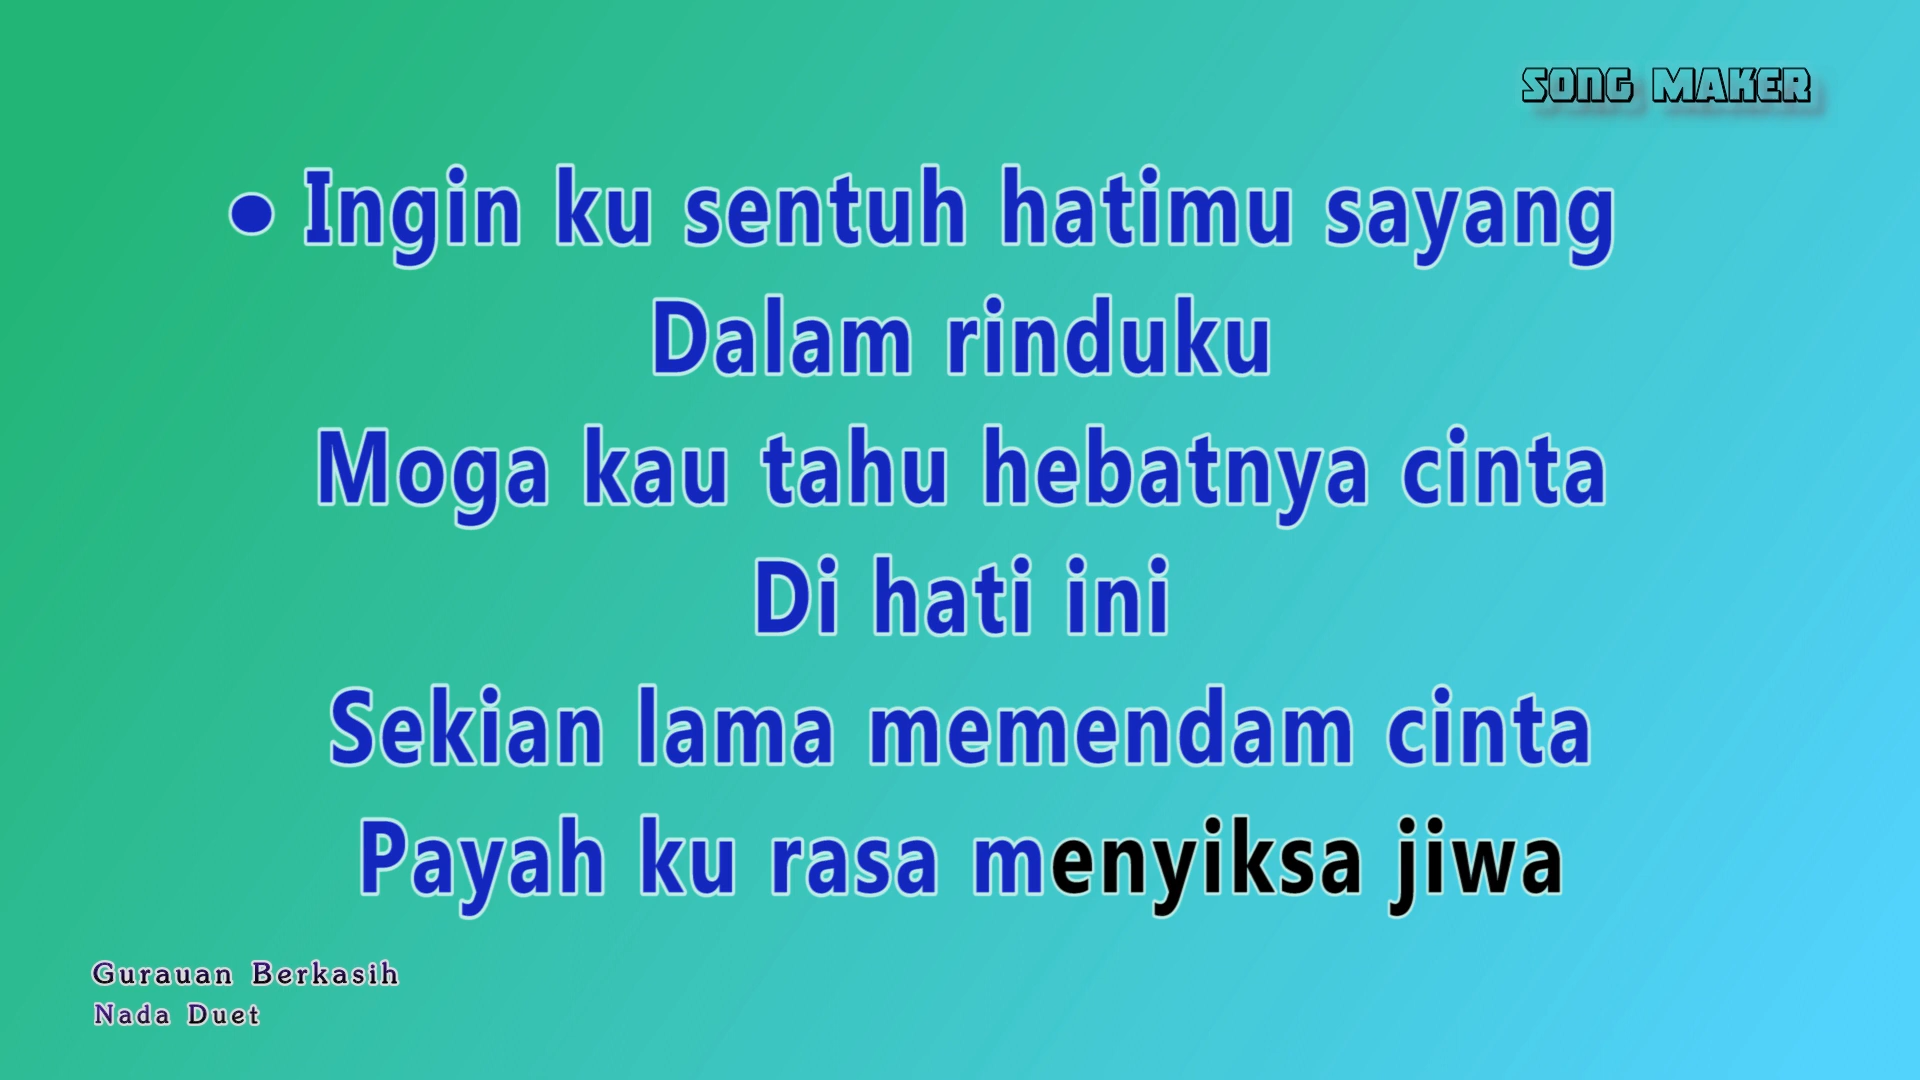 SONG MAKER
● Ingin ku sentuh hatimu sayang
Dalam rinduku
Moga kau tahu hebatnya cinta
Di hati ini
Sekian lama memendam cinta
Payah ku rasa menyiksa jiwa
Gurauan Berkasih
Nada Duet